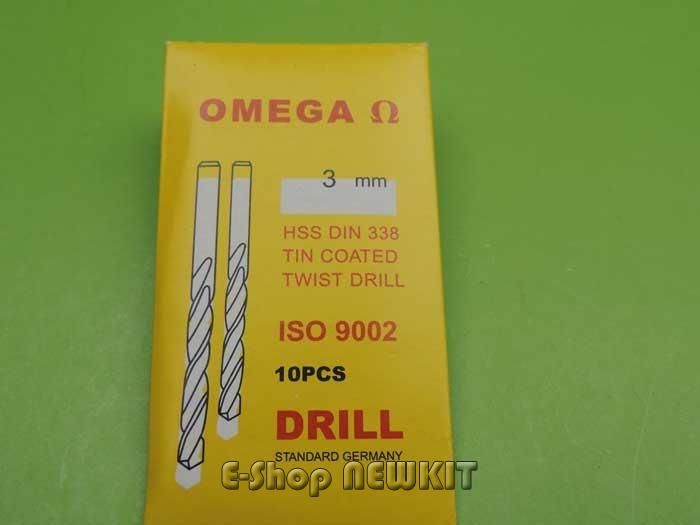 OMEGA Ω
3 mm
HSS DIN 338
TIN COATED
TWIST DRILL
ISO 9002
10PCS
DRILL
STANDARD GERMANY
E-Shop NEWKIT